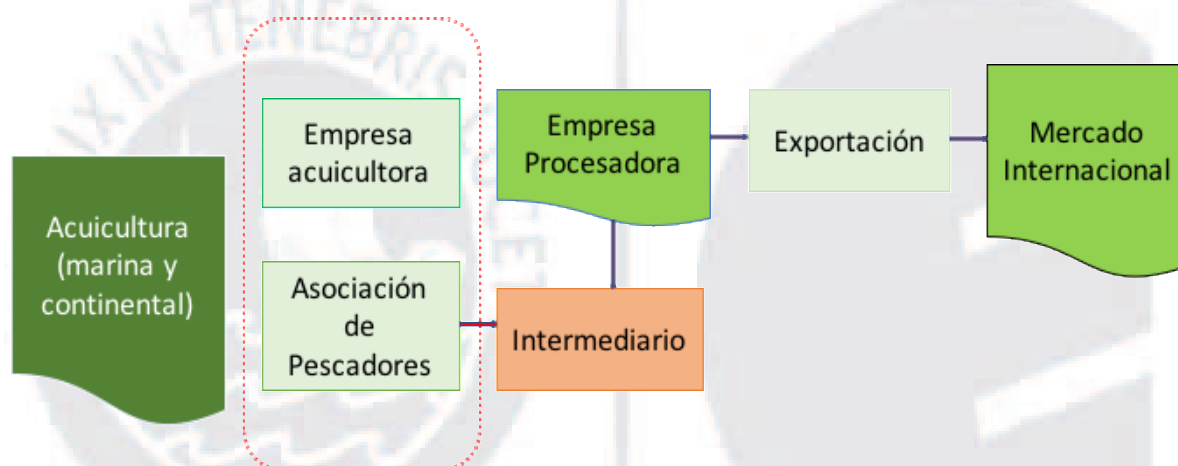 Acuicultura
(marina y
continental)
Empresa
acuicultora
Asociación
de
Pescadores
Empresa
Procesadora
Intermediario
Exportación
Mercado
Internacional